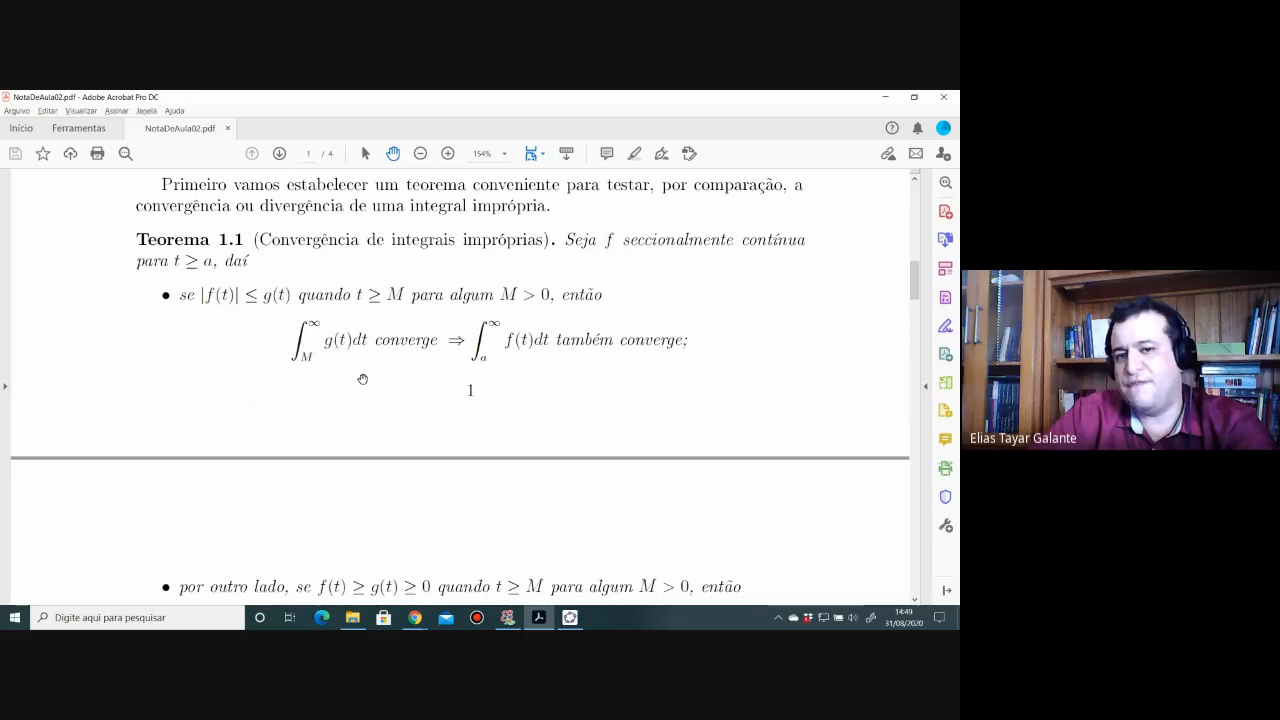 NotaDeAula02.pdf - Adobe Acrobat Pro DC
Arquivo Editar Visualizar Assinar Janela Ajuda
Início Ferramentas NotaDeAula02.pdf ×
1 / 4 154%
Primeiro vamos estabelecer um teorema conveniente para testar, por comparação, a
convergência ou divergência de uma integral imprópria.
Teorema 1.1 (Convergência de integrais impróprias). Seja f seccionalmente contínua
para t ≥ a, daí
• se |f(t)| ≤ g(t) quando t ≥ M para algum M > 0, então
∫_M^∞ g(t)dt converge ⇒ ∫_a^∞ f(t)dt também converge;
1
• por outro lado, se f(t) ≥ g(t) ≥ 0 quando t ≥ M para algum M > 0, então
Elias Tayar Galante
Digite aqui para pesquisar
14:49
31/08/2020